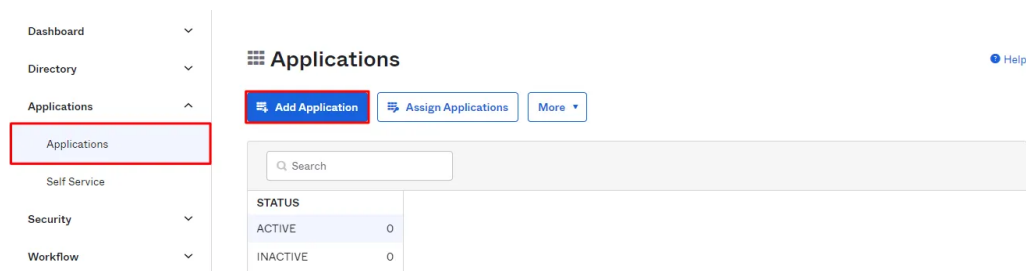 Dashboard
Directory
Applications
Applications
Self Service
Security
Workflow
Applications
Help
Add Application
Assign Applications
More
Search
STATUS
ACTIVE 0
INACTIVE 0